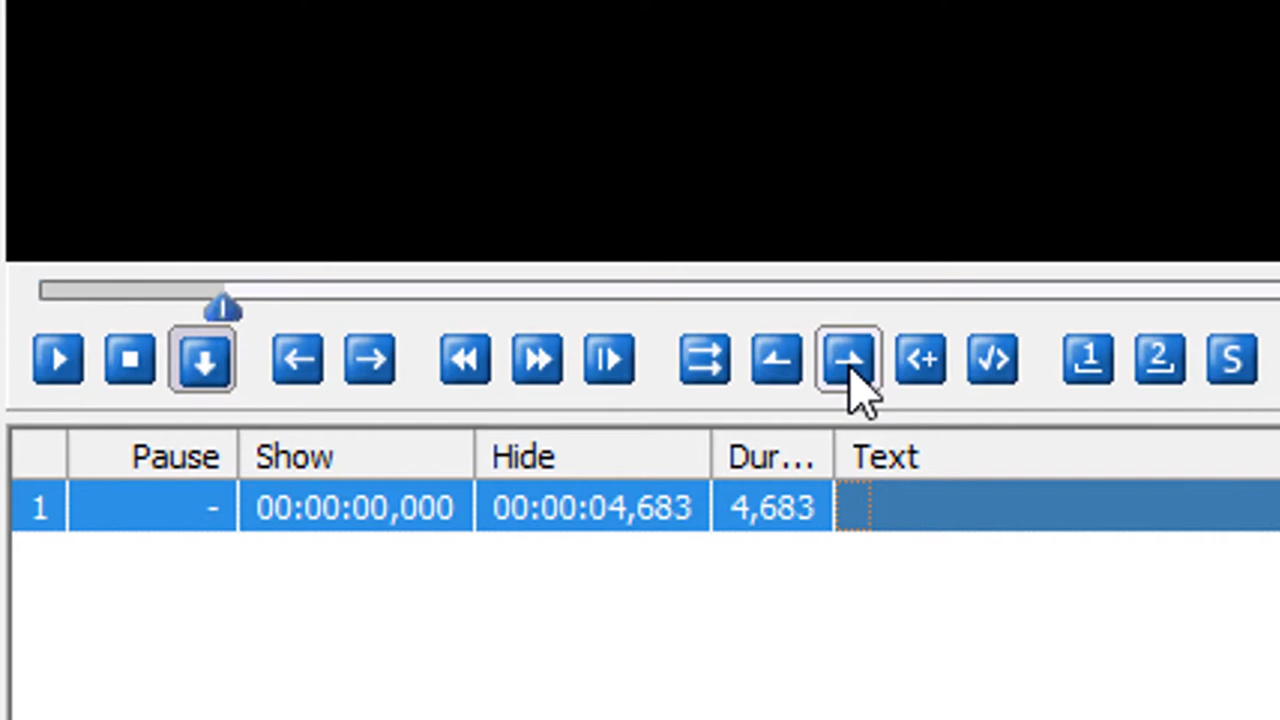 <+ √> 1 2 S
Pause Show Hide Dur... Text
1 - 00:00:00,000 00:00:04,683 4,683